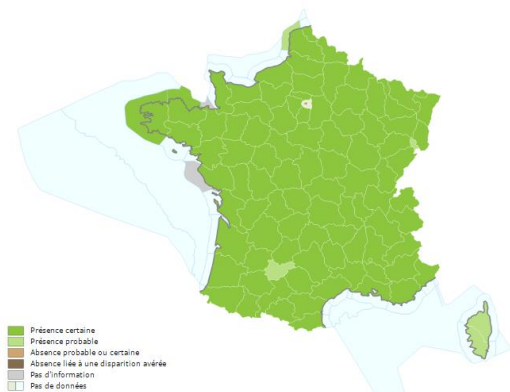 Présence certaine
Présence probable
Absence probable ou certaine
Absence liée à une disparition avérée
Pas d'information
Pas de données